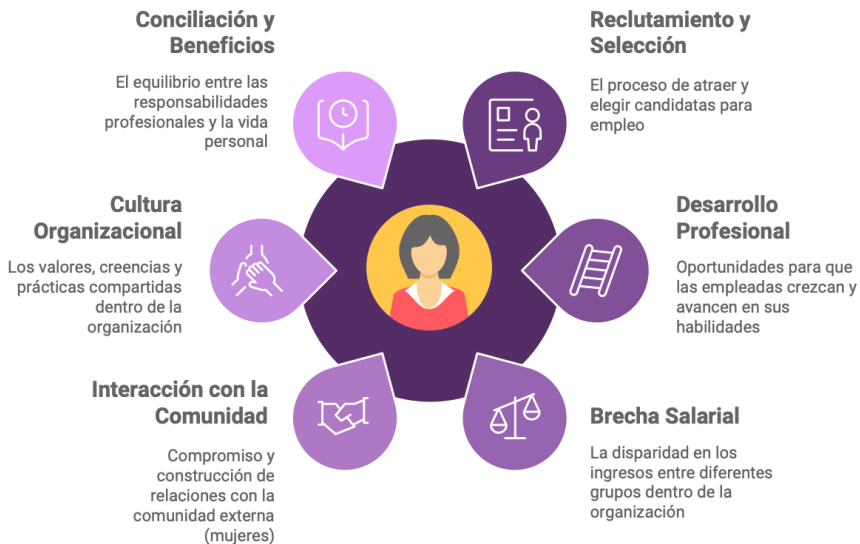 Conciliación y
Beneficios
El equilibrio entre las
responsabilidades
profesionales y la vida
personal
Reclutamiento y
Selección
El proceso de atraer y
elegir candidatas para
empleo
Cultura
Organizacional
Los valores, creencias y
prácticas compartidas
dentro de la
organización
Desarrollo
Profesional
Oportunidades para que
las empleadas crezcan y
avancen en sus
habilidades
Interacción con la
Comunidad
Compromiso y
construcción de
relaciones con la
comunidad externa
(mujeres)
Brecha Salarial
La disparidad en los
ingresos entre diferentes
grupos dentro de la
organización